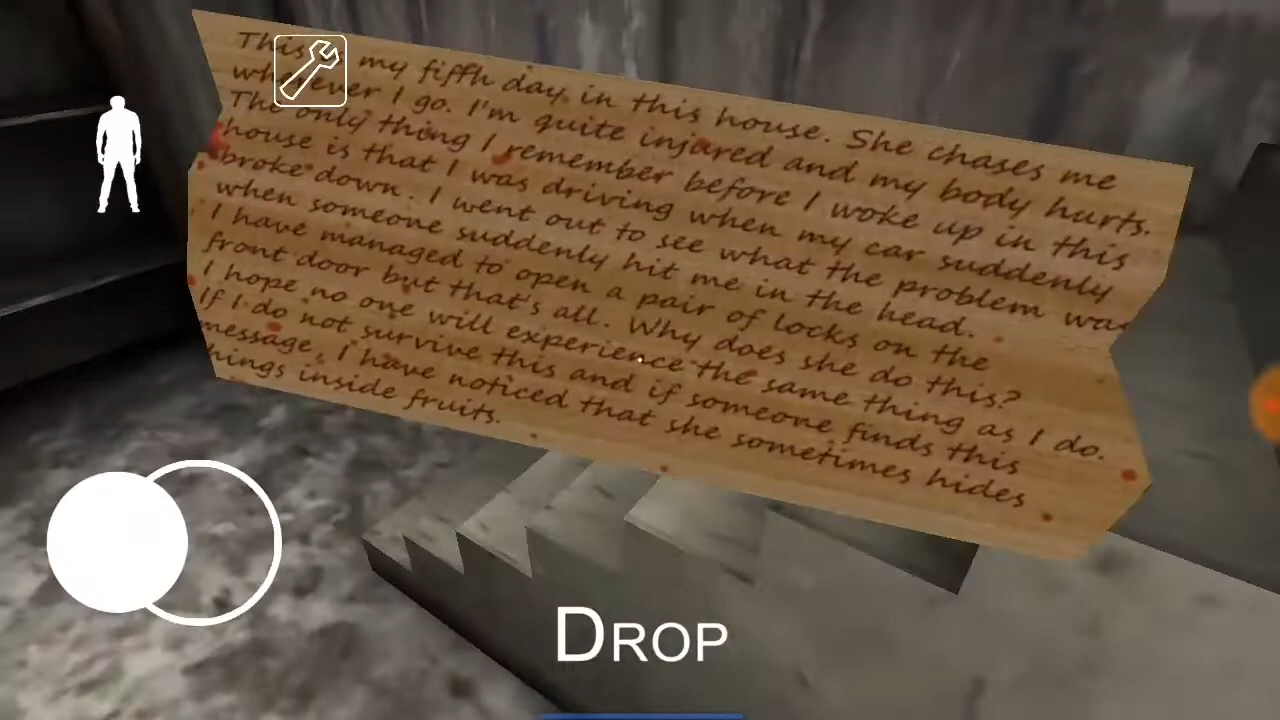 This my fifth day in this house. She chases me
wherever I go. I'm quite injured and my body hurts.
The only thing I remember before I woke up in this
house is that I was driving when my car suddenly
broke down. I went out to see what the problem was
when someone suddenly hit me in the head.
I have managed to open a pair of locks on the
front door but that's all. Why does she do this?
I hope no one will experience the same thing as I do.
If I do not survive this and if someone finds this
message, I have noticed that she sometimes hides
hings inside fruits.
DROP